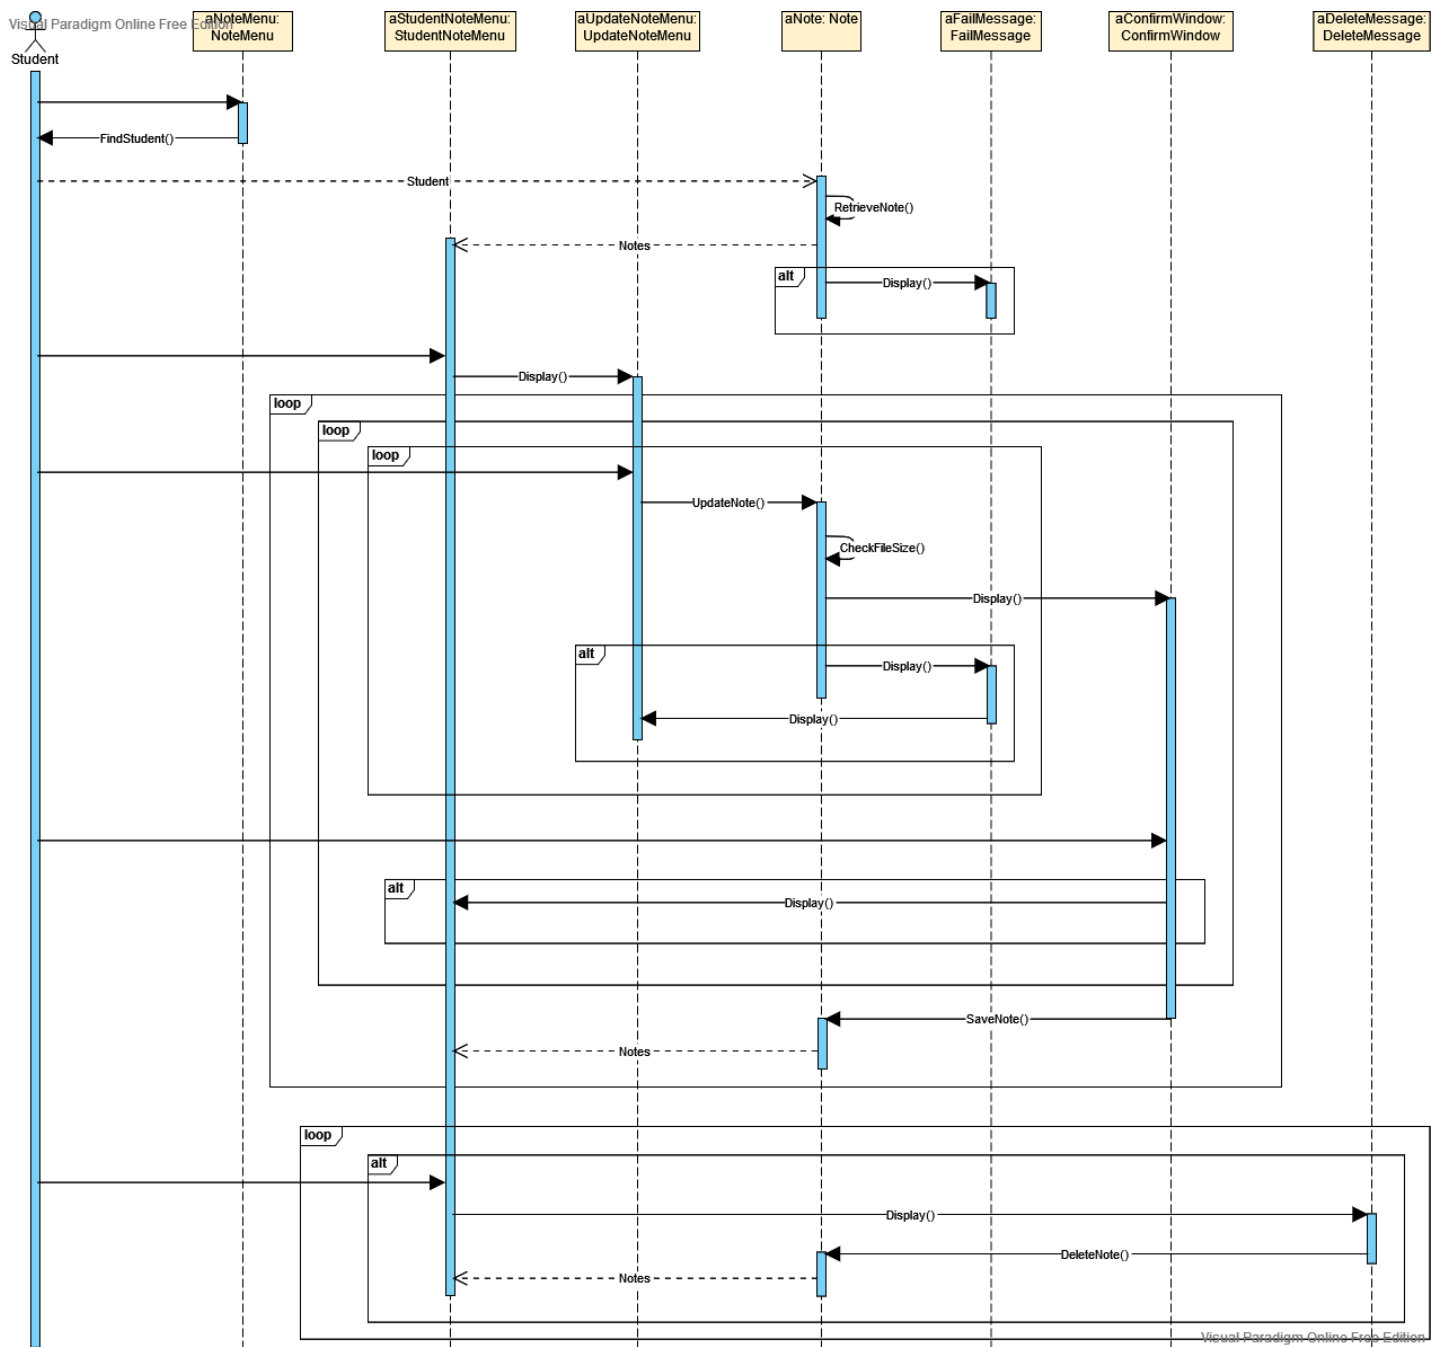 Visual Paradigm Online Free Edition
Student
aNoteMenu:
NoteMenu
aStudentNoteMenu:
StudentNoteMenu
aUpdateNoteMenu:
UpdateNoteMenu
aNote: Note
aFailMessage:
FailMessage
aConfirmWindow:
ConfirmWindow
aDeleteMessage:
DeleteMessage
FindStudent()
Student
RetrieveNote()
Notes
alt
Display()
Display()
loop
loop
loop
UpdateNote()
CheckFileSize()
Display()
alt
Display()
Display()
alt
Display()
SaveNote()
Notes
loop
alt
Display()
DeleteNote()
Notes
Visual Paradigm Online Free Edition